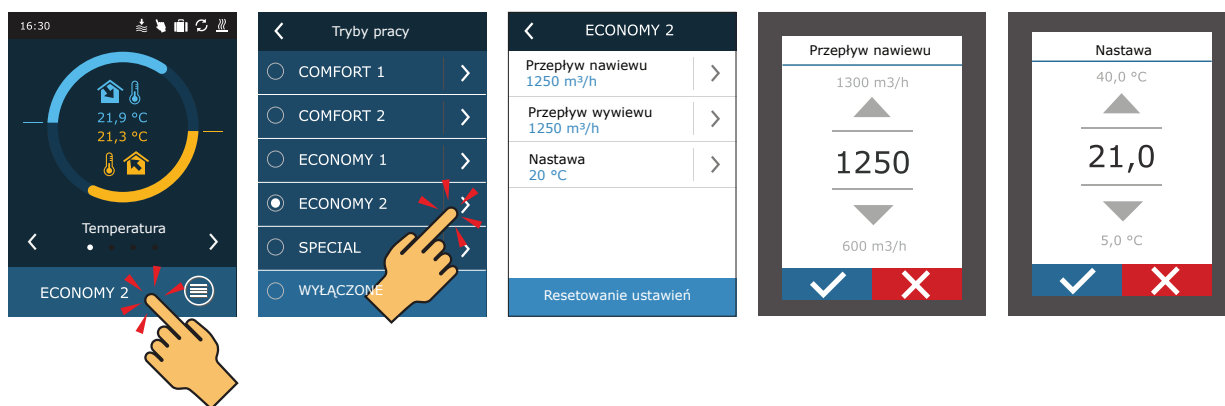 16:30
21,9 °C
21,3 °C
Temperatura
ECONOMY 2
Tryby pracy
COMFORT 1
COMFORT 2
ECONOMY 1
ECONOMY 2
SPECIAL
WYŁĄCZONE
ECONOMY 2
Przepływ nawiewu
1250 m³/h
Przepływ wywiewu
1250 m³/h
Nastawa
20 °C
Resetowanie ustawień
Przepływ nawiewu
1300 m3/h
1250
600 m3/h
Nastawa
40,0 °C
21,0
5,0 °C